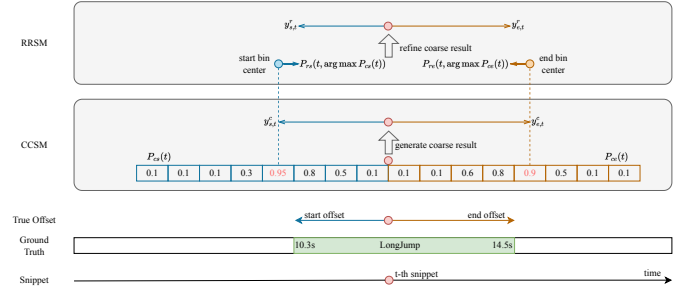 RRSM
y^r_{s,t}
y^r_{e,t}
refine coarse result
start bin
center
P_{rs}(t, arg max P_{cs}(t))
P_{re}(t, arg max P_{ce}(t))
end bin
center
CCSM
y^c_{s,t}
y^c_{e,t}
generate coarse result
P_{cs}(t)
P_{ce}(t)
0.1 0.1 0.1 0.3 0.95 0.8 0.5 0.1 0.1 0.1 0.6 0.8 0.9 0.5 0.1 0.1
True Offset
start offset
end offset
Ground
Truth
10.3s LongJump 14.5s
Snippet
t-th snippet
time